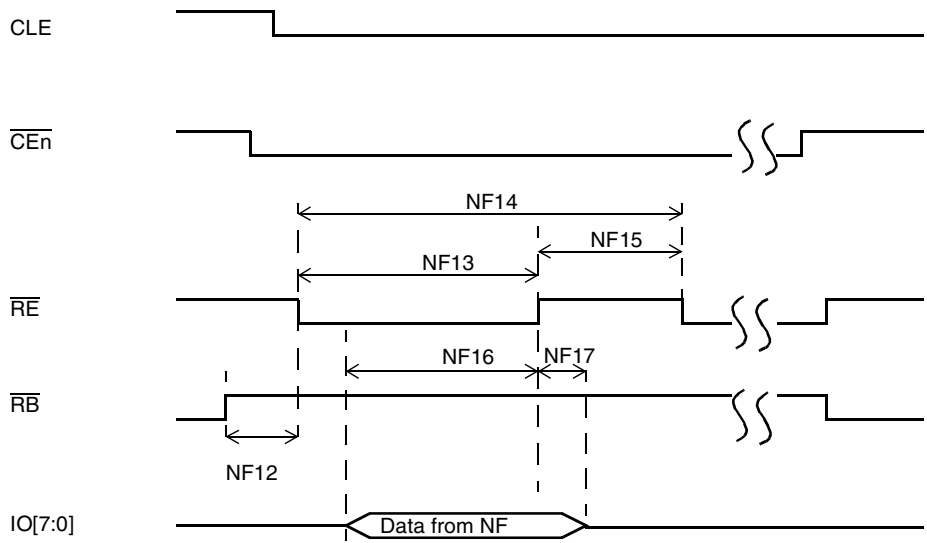 CLE
CEn
NF14
NF15
NF13
RE
NF16 NF17
RB
NF12
IO[7:0] Data from NF